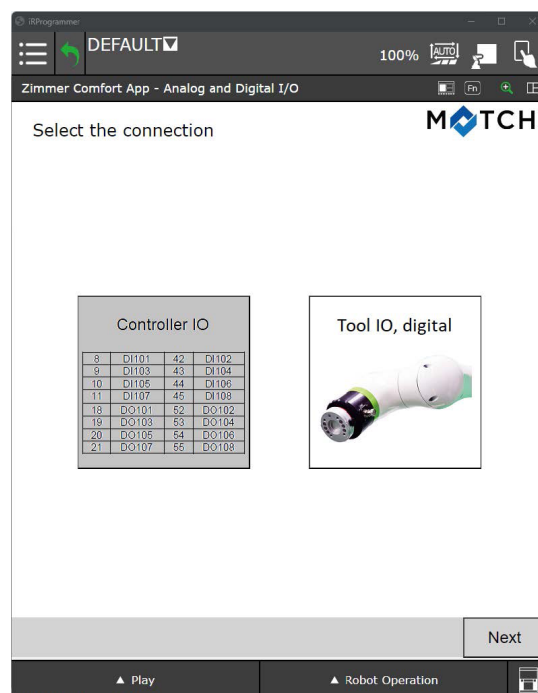 iRProgrammer
DEFAULT
100%
AUTO
Zimmer Comfort App - Analog and Digital I/O
Fn
Select the connection
MATCH
Controller IO
8 DI101 42 DI102
9 DI103 43 DI104
10 DI105 44 DI106
11 DI107 45 DI108
18 DO101 52 DO102
19 DO103 53 DO104
20 DO105 54 DO106
21 DO107 55 DO108
Tool IO, digital
Next
▲ Play
▲ Robot Operation